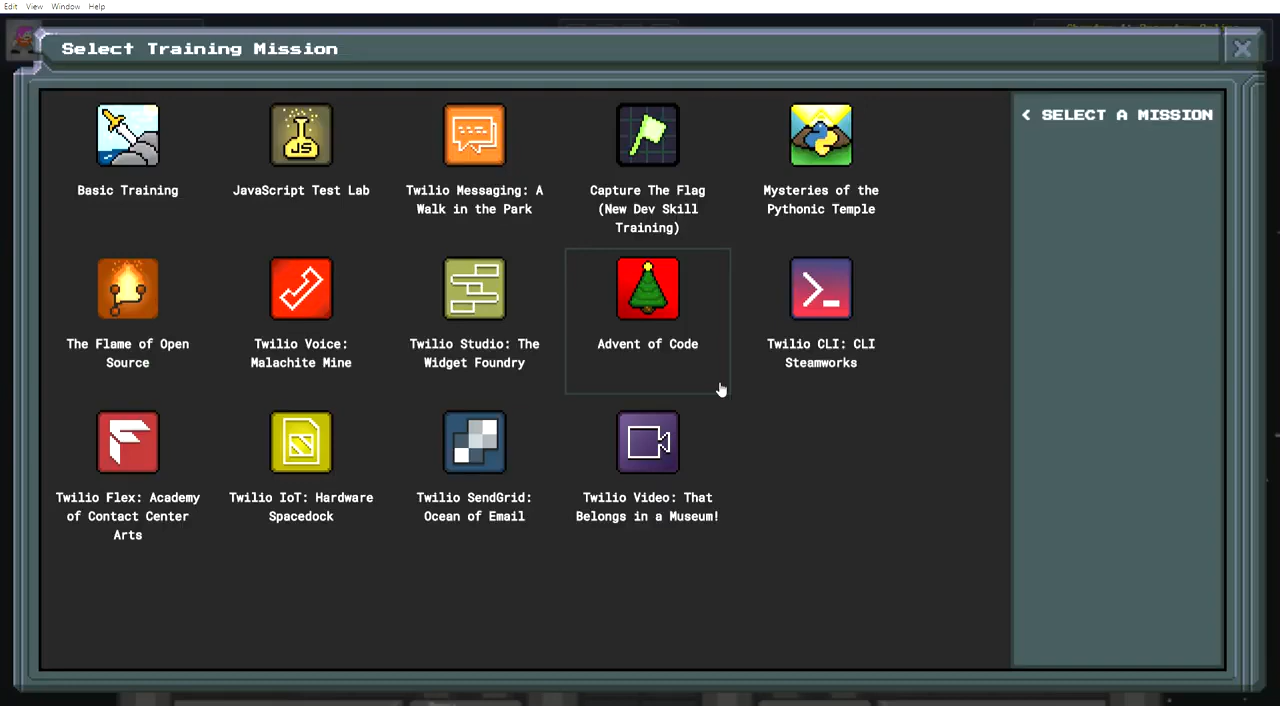 Edit View Window Help
Select Training Mission
< SELECT A MISSION
Basic Training
JavaScript Test Lab
JS
Twilio Messaging: A
Walk in the Park
Capture The Flag
(New Dev Skill
Training)
Mysteries of the
Pythonic Temple
The Flame of Open
Source
Twilio Voice:
Malachite Mine
Twilio Studio: The
Widget Foundry
Advent of Code
Twilio CLI: CLI
Steamworks
Twilio Flex: Academy
of Contact Center
Arts
Twilio IoT: Hardware
Spacedock
Twilio SendGrid:
Ocean of Email
Twilio Video: That
Belongs in a Museum!